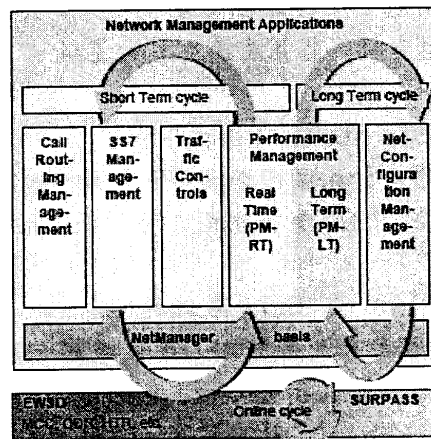 Network Management Applications
Short Term cycle
Long Term cycle
Call
Rout-
ing
Man-
age-
ment
SS7
Man-
age-
ment
Traf-
fic
Con-
trols
Performance
Management
Real
Time
(PM-
RT)
Long
Term
(PM-
LT)
Net-
Con-
figura
tion
Man-
age-
ment
NetManager
basis
EWSD
SURPASS
Online cycle
etc.